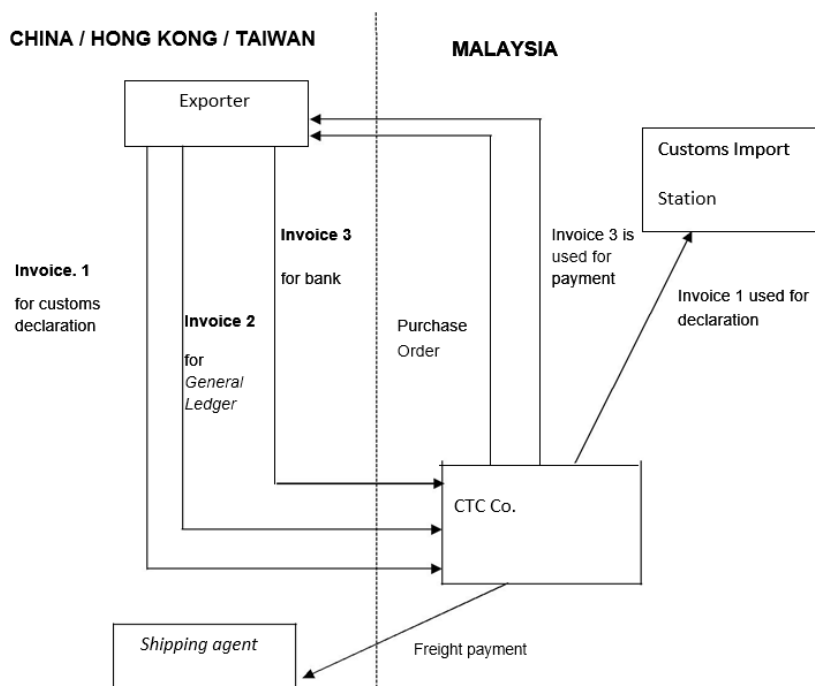 CHINA / HONG KONG / TAIWAN
MALAYSIA
Exporter
Customs Import
Station
Invoice 3
for bank
Invoice 3 is
used for
payment
Invoice. 1
for customs
declaration
Invoice 2
for
General
Ledger
Purchase
Order
Invoice 1 used for
declaration
CTC Co.
Shipping agent
Freight payment